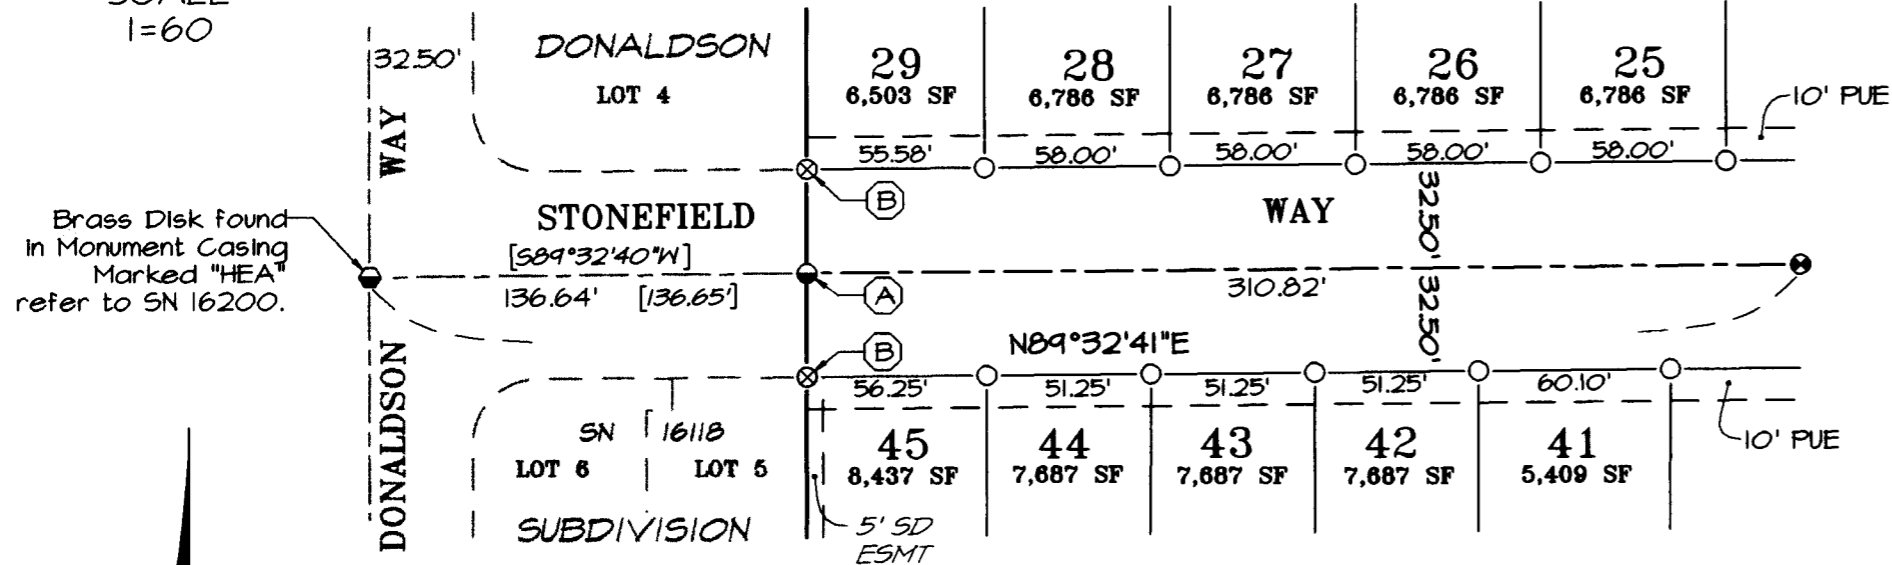 SCALE
1=60
32.50'
DONALDSON
LOT 4
29
6,503 SF
28
6,786 SF
27
6,786 SF
26
6,786 SF
25
6,786 SF
10' PUE
WAY
55.58'
58.00'
58.00'
58.00'
58.00'
B
STONEFIELD
WAY
32.50'
Brass Disk found
in Monument Casing
Marked "HEA"
refer to SN 16200.
[S89°32'40"W]
136.64'
[136.65']
A
310.82'
32.50'
B
N89°32'41"E
DONALDSON
56.25'
51.25'
51.25'
51.25'
60.10'
10' PUE
SN 16118
LOT 6
LOT 5
45
8,437 SF
44
7,687 SF
43
7,687 SF
42
7,687 SF
41
5,409 SF
SUBDIVISION
5' SD
ESMT